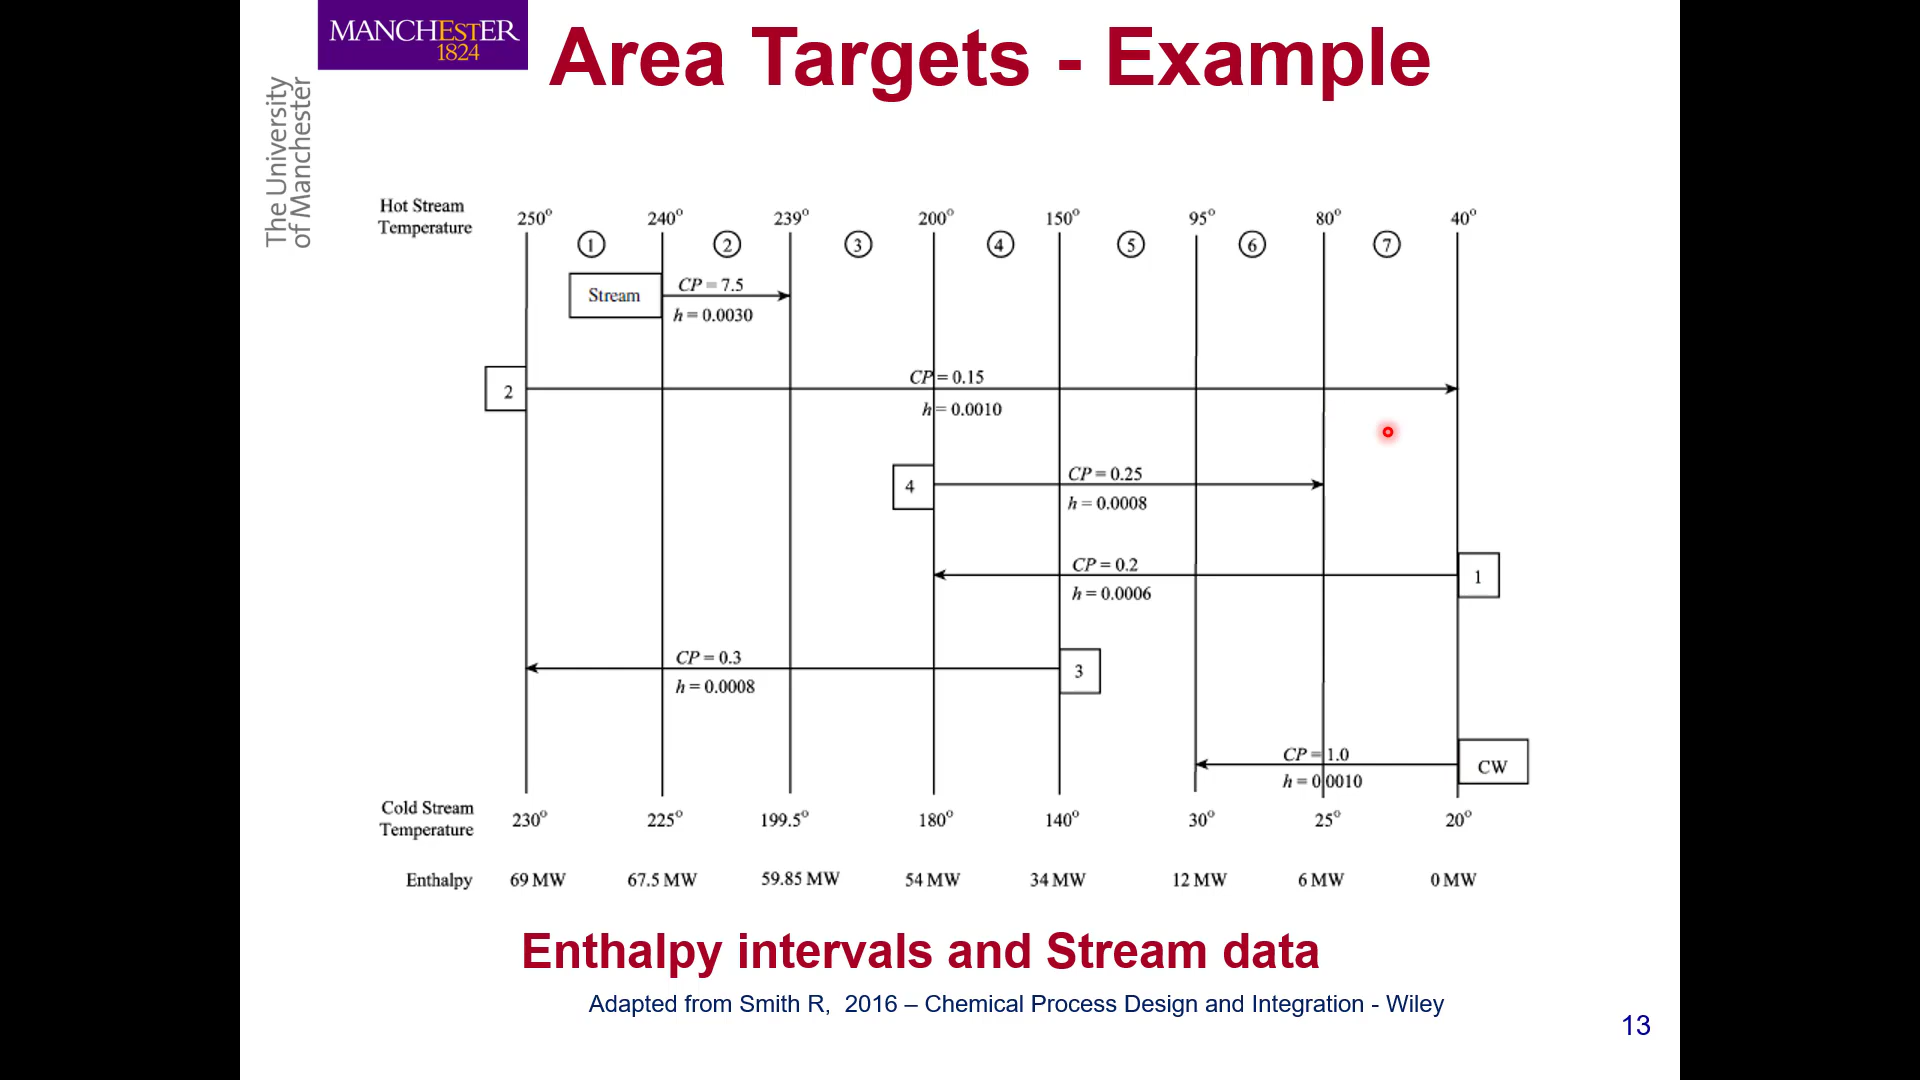 MANCHESTER
1824
The University
of Manchester
Area Targets - Example
Hot Stream
Temperature
250° 240° 239° 200° 150° 95° 80° 40°
1 2 3 4 5 6 7
Stream
CP = 7.5
h = 0.0030
2
CP = 0.15
h = 0.0010
4
CP = 0.25
h = 0.0008
CP = 0.2
h = 0.0006
1
CP = 0.3
h = 0.0008
3
CP = 1.0
h = 0.0010
CW
Cold Stream
Temperature
230° 225° 199.5° 180° 140° 30° 25° 20°
Enthalpy 69 MW 67.5 MW 59.85 MW 54 MW 34 MW 12 MW 6 MW 0 MW
Enthalpy intervals and Stream data
Adapted from Smith R, 2016 – Chemical Process Design and Integration - Wiley
13